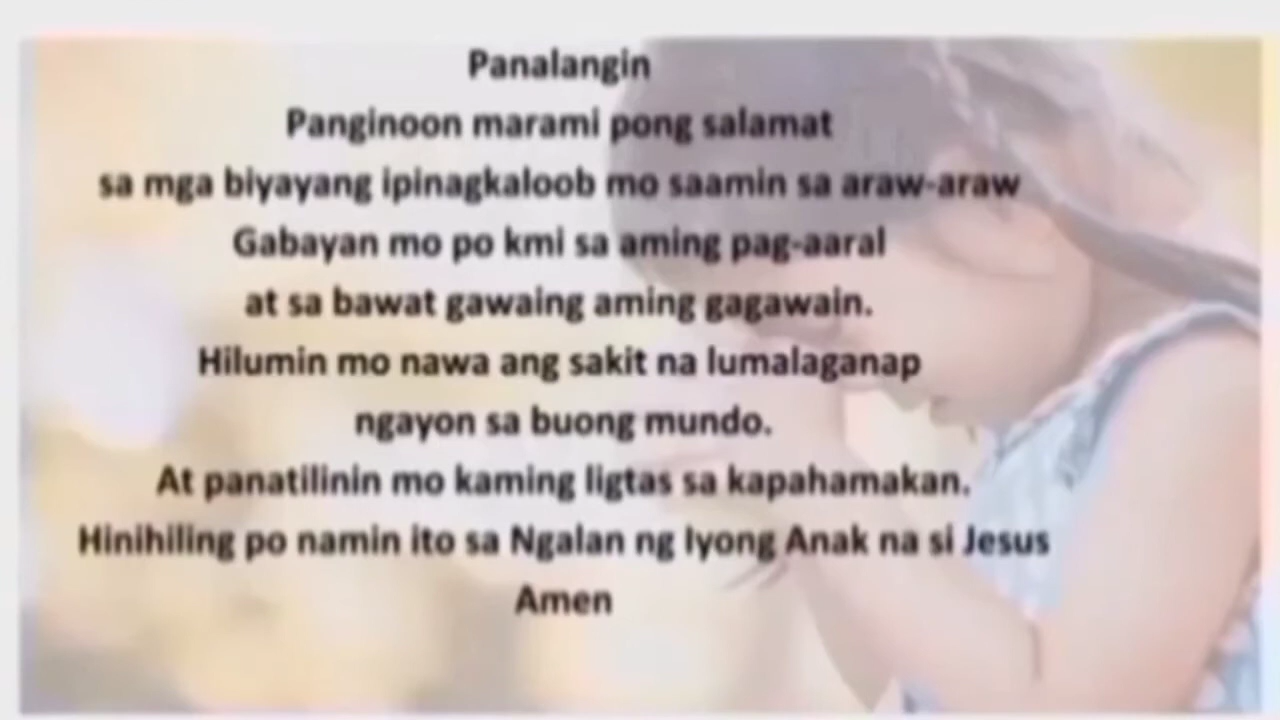 Panalangin
Panginoon marami pong salamat
sa mga biyayang ipinagkaloob mo saamin sa araw-araw
Gabayan mo po kmi sa aming pag-aaral
at sa bawat gawaing aming gagawain.
Hilumin mo nawa ang sakit na lumalaganap
ngayon sa buong mundo.
At panatilinin mo kaming ligtas sa kapahamakan.
Hinihiling po namin ito sa Ngalan ng Iyong Anak na si Jesus
Amen